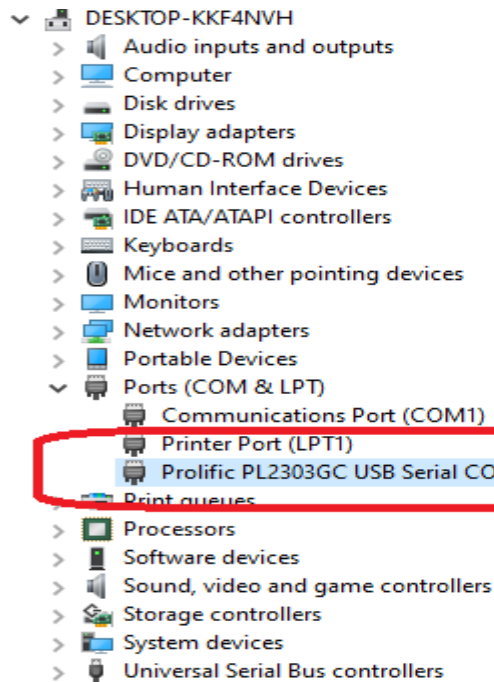 DESKTOP-KKF4NVH
Audio inputs and outputs
Computer
Disk drives
Display adapters
DVD/CD-ROM drives
Human Interface Devices
IDE ATA/ATAPI controllers
Keyboards
Mice and other pointing devices
Monitors
Network adapters
Portable Devices
Ports (COM & LPT)
Communications Port (COM1)
Printer Port (LPT1)
Prolific PL2303GC USB Serial CO
Print queues
Processors
Software devices
Sound, video and game controllers
Storage controllers
System devices
Universal Serial Bus controllers